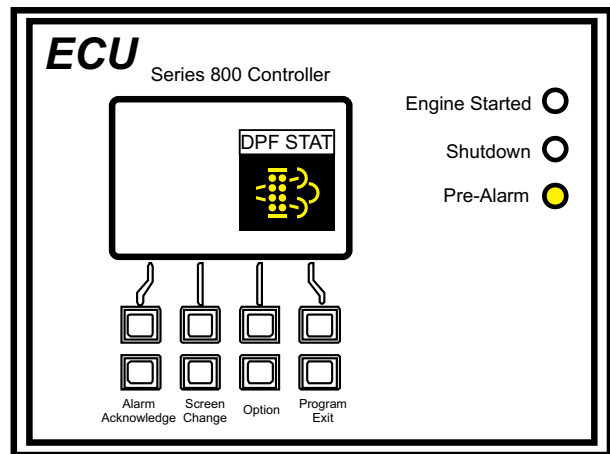 ECU
Series 800 Controller
DPF STAT
Engine Started
Shutdown
Pre-Alarm
Alarm
Acknowledge
Screen
Change
Option
Program
Exit